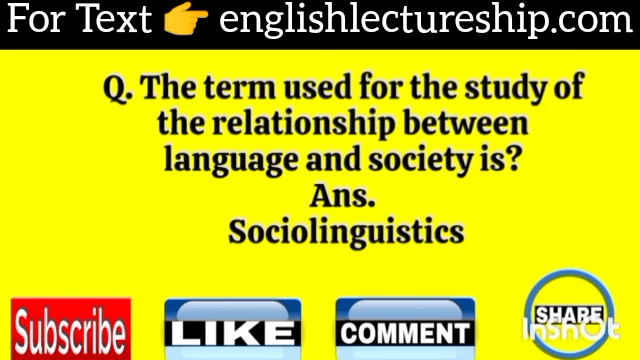 For Text 👉 englishlectureship.com
Q. The term used for the study of
the relationship between
language and society is?
Ans.
Sociolinguistics
Subscribe
LIKE
COMMENT
SHARE
InShOt